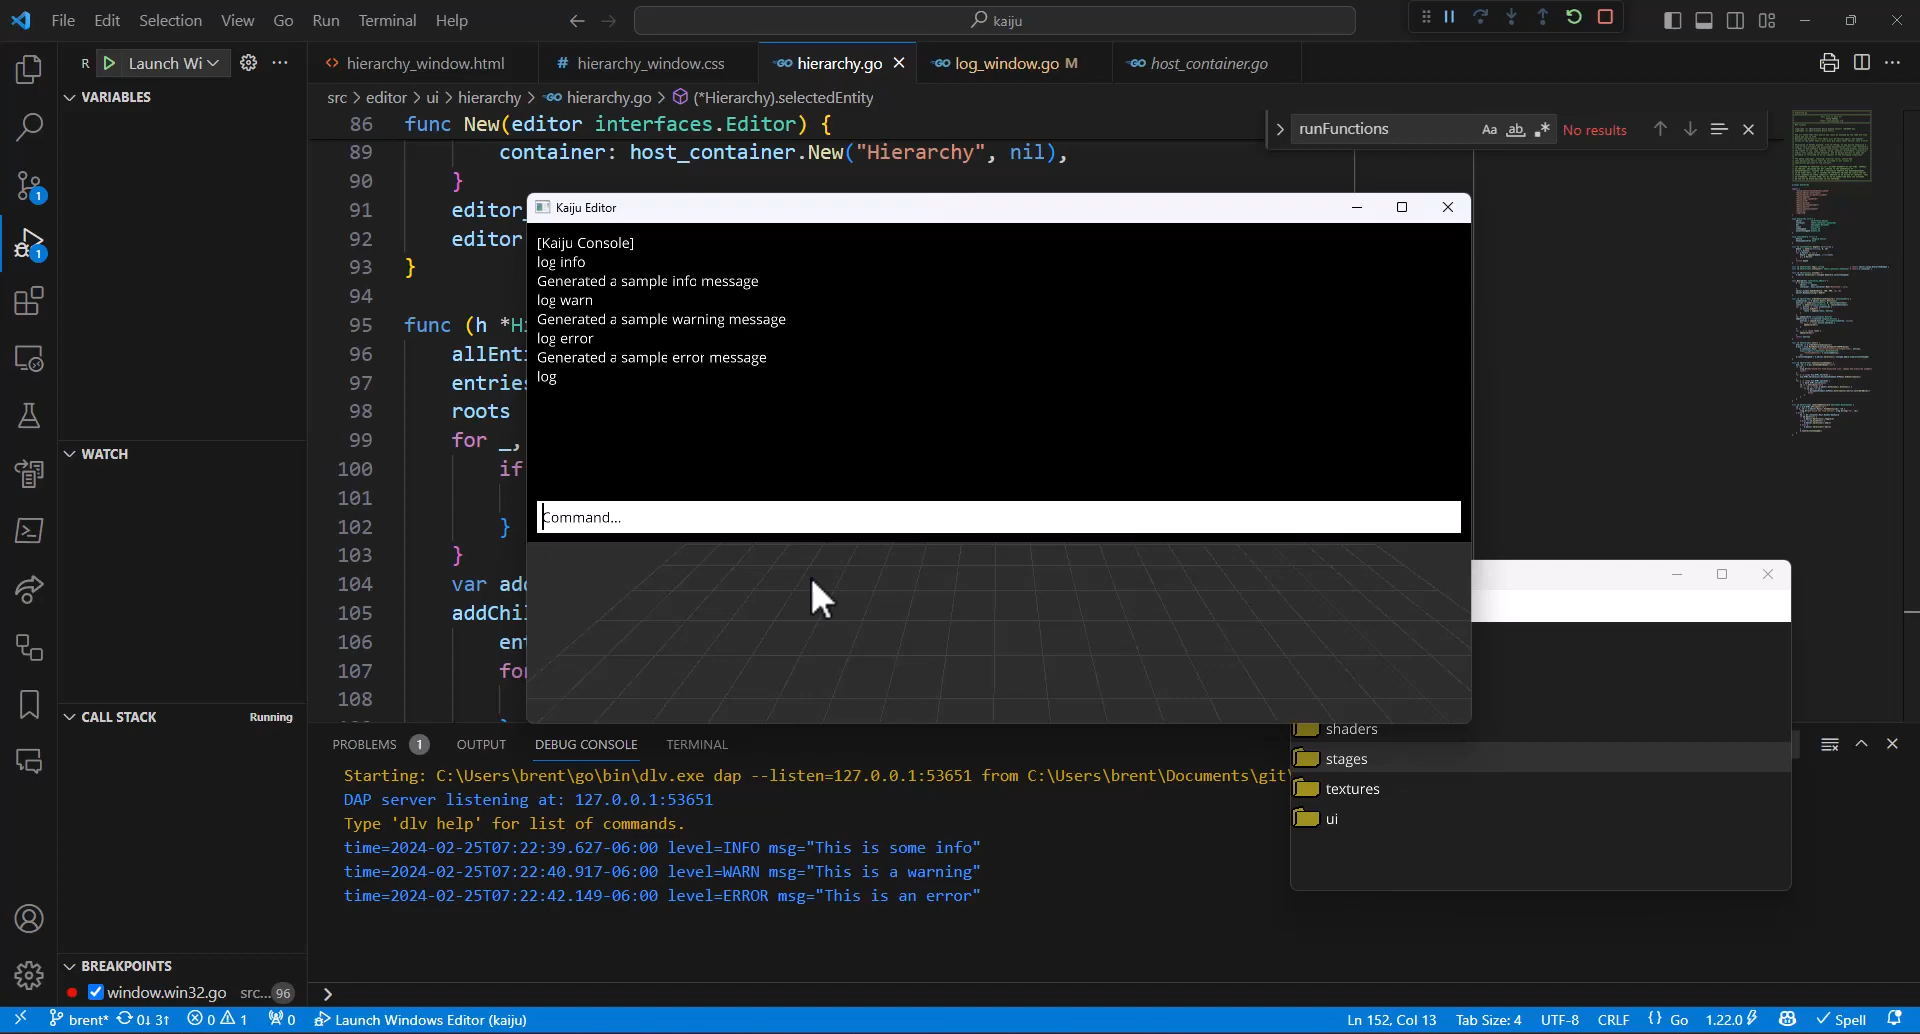 File Edit Selection View Go Run Terminal Help
kaiju
R Launch Wi
hierarchy_window.html
# hierarchy_window.css
hierarchy.go
log_window.go M
host_container.go
VARIABLES
src > editor > ui > hierarchy > hierarchy.go > (*Hierarchy).selectedEntity
86 func New(editor interfaces.Editor) {
runFunctions
Aa ab .*
No results
89 container: host_container.New("Hierarchy", nil),
90 }
91 editor_
92 editor
93 }
94
95 func (h *Hi
96 allEnti
97 entries
98 roots
99 for _,
100 if
101
102 }
103 }
104 var add
105 addChil
106 ent
107 for
108
Kaiju Editor
[Kaiju Console]
log info
Generated a sample info message
log warn
Generated a sample warning message
log error
Generated a sample error message
log
Command...
WATCH
CALL STACK Running
shaders
stages
textures
ui
PROBLEMS 1 OUTPUT DEBUG CONSOLE TERMINAL
Starting: C:\Users\brent\go\bin\dlv.exe dap --listen=127.0.0.1:53651 from C:\Users\brent\Documents\git\
DAP server listening at: 127.0.0.1:53651
Type 'dlv help' for list of commands.
time=2024-02-25T07:22:39.627-06:00 level=INFO msg="This is some info"
time=2024-02-25T07:22:40.917-06:00 level=WARN msg="This is a warning"
time=2024-02-25T07:22:42.149-06:00 level=ERROR msg="This is an error"
BREAKPOINTS
window.win32.go src... 96
>
brent* 0↓ 3↑ 0 1 0 Launch Windows Editor (kaiju)
Ln 152, Col 13 Tab Size: 4 UTF-8 CRLF {} Go 1.22.0 Spell